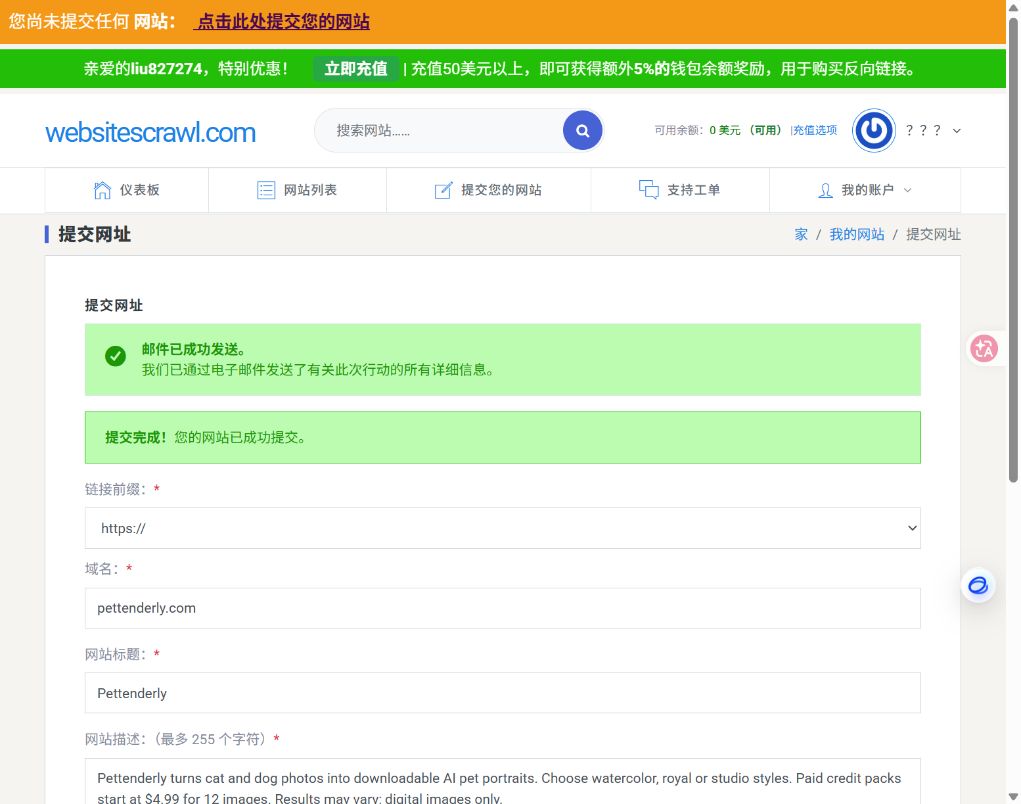 您尚未提交任何 网站： 点击此处提交您的网站
亲爱的liu827274，特别优惠！ 立即充值 | 充值50美元以上，即可获得额外5%的钱包余额奖励，用于购买反向链接。
websitescrawl.com
搜索网站......
可用余额：0 美元 （可用） |充值选项
? ? ?
仪表板
网站列表
提交您的网站
支持工单
我的账户
提交网址
家 / 我的网站 / 提交网址
提交网址
邮件已成功发送。
我们已通过电子邮件发送了有关此次行动的所有详细信息。
提交完成！您的网站已成功提交。
链接前缀：*
https://
域名：*
pettenderly.com
网站标题：*
Pettenderly
网站描述：（最多 255 个字符）*
Pettenderly turns cat and dog photos into downloadable AI pet portraits. Choose watercolor, royal or studio styles. Paid credit packs
start at $4.99 for 12 images. Results may vary; digital images only.